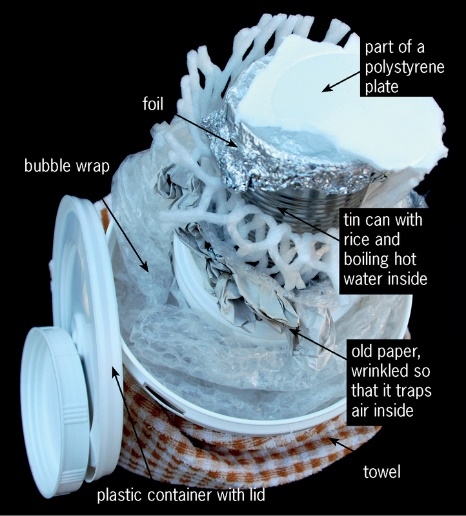 part of a
polystyrene
plate
foil
bubble wrap
tin can with
rice and
boiling hot
water inside
old paper,
wrinkled so
that it traps
air inside
towel
plastic container with lid